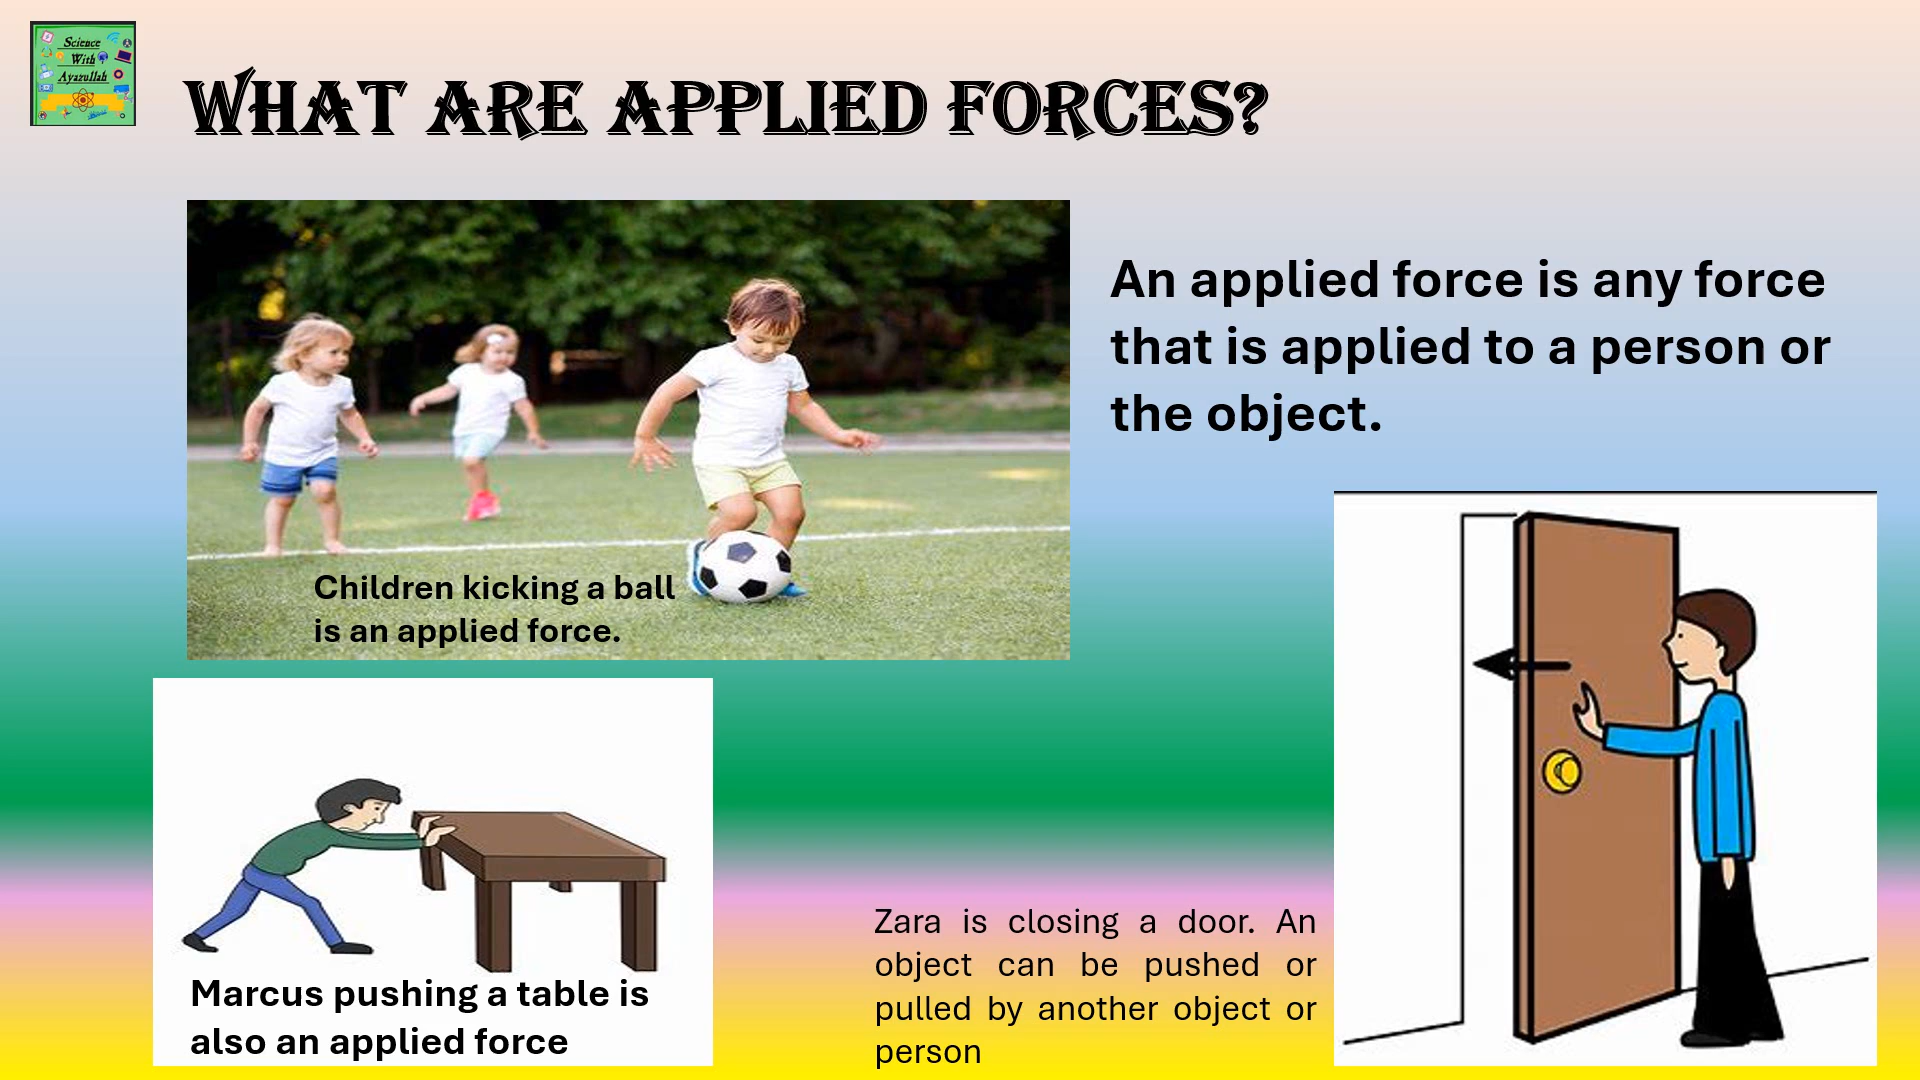 Science
With
Ayazullah
WHAT ARE APPLIED FORCES?
An applied force is any force
that is applied to a person or
the object.
Children kicking a ball
is an applied force.
Marcus pushing a table is
also an applied force
Zara is closing a door. An
object can be pushed or
pulled by another object or
person